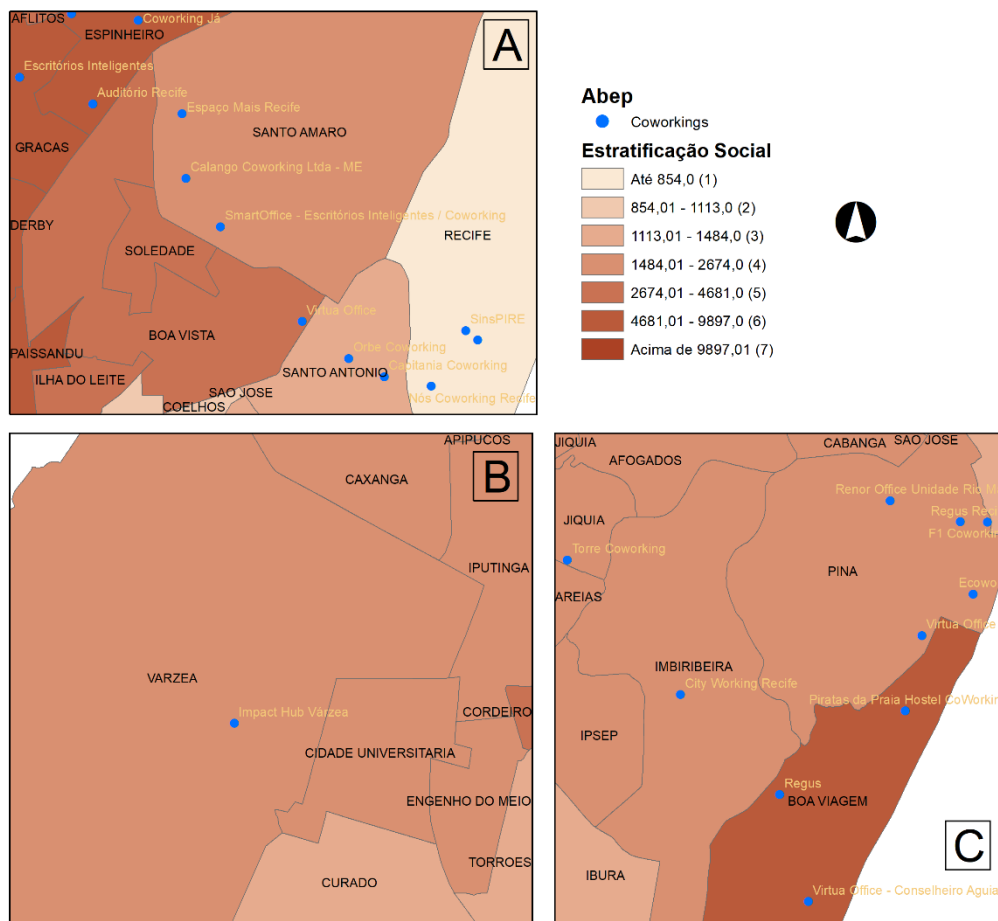 AFLITOS
Coworking Já
ESPINHEIRO
A
Escritórios Inteligentes
Auditório Recife
Espaço Mais Recife
SANTO AMARO
GRACAS
Calango Coworking Ltda - ME
DERBY
SmartOffice - Escritórios Inteligentes / Coworking
RECIFE
SOLEDADE
Virtua Office
SinsPIRE
BOA VISTA
Orbe Coworking
PAISSANDU
SANTO ANTONIO
Capitania Coworking
ILHA DO LEITE
SAO JOSE
Nós Coworking Recife
COELHOS
Abep
Coworkings
Estratificação Social
Até 854,0 (1)
854,01 - 1113,0 (2)
1113,01 - 1484,0 (3)
1484,01 - 2674,0 (4)
2674,01 - 4681,0 (5)
4681,01 - 9897,0 (6)
Acima de 9897,01 (7)
APIPUCOS
B
CAXANGA
IPUTINGA
VARZEA
Impact Hub Várzea
CORDEIRO
CIDADE UNIVERSITARIA
ENGENHO DO MEIO
TORROES
CURADO
JIQUIA
CABANGA
SAO JOSE
AFOGADOS
Renor Office Unidade Rio M
JIQUIA
Regus Reci
F1 Coworkin
Torre Coworking
PINA
AREIAS
Ecowo
Virtua Office
IMBIRIBEIRA
City Working Recife
Piratas da Praia Hostel CoWorkin
IPSEP
Regus
BOA VIAGEM
C
IBURA
Virtua Office - Conselheiro Aguia